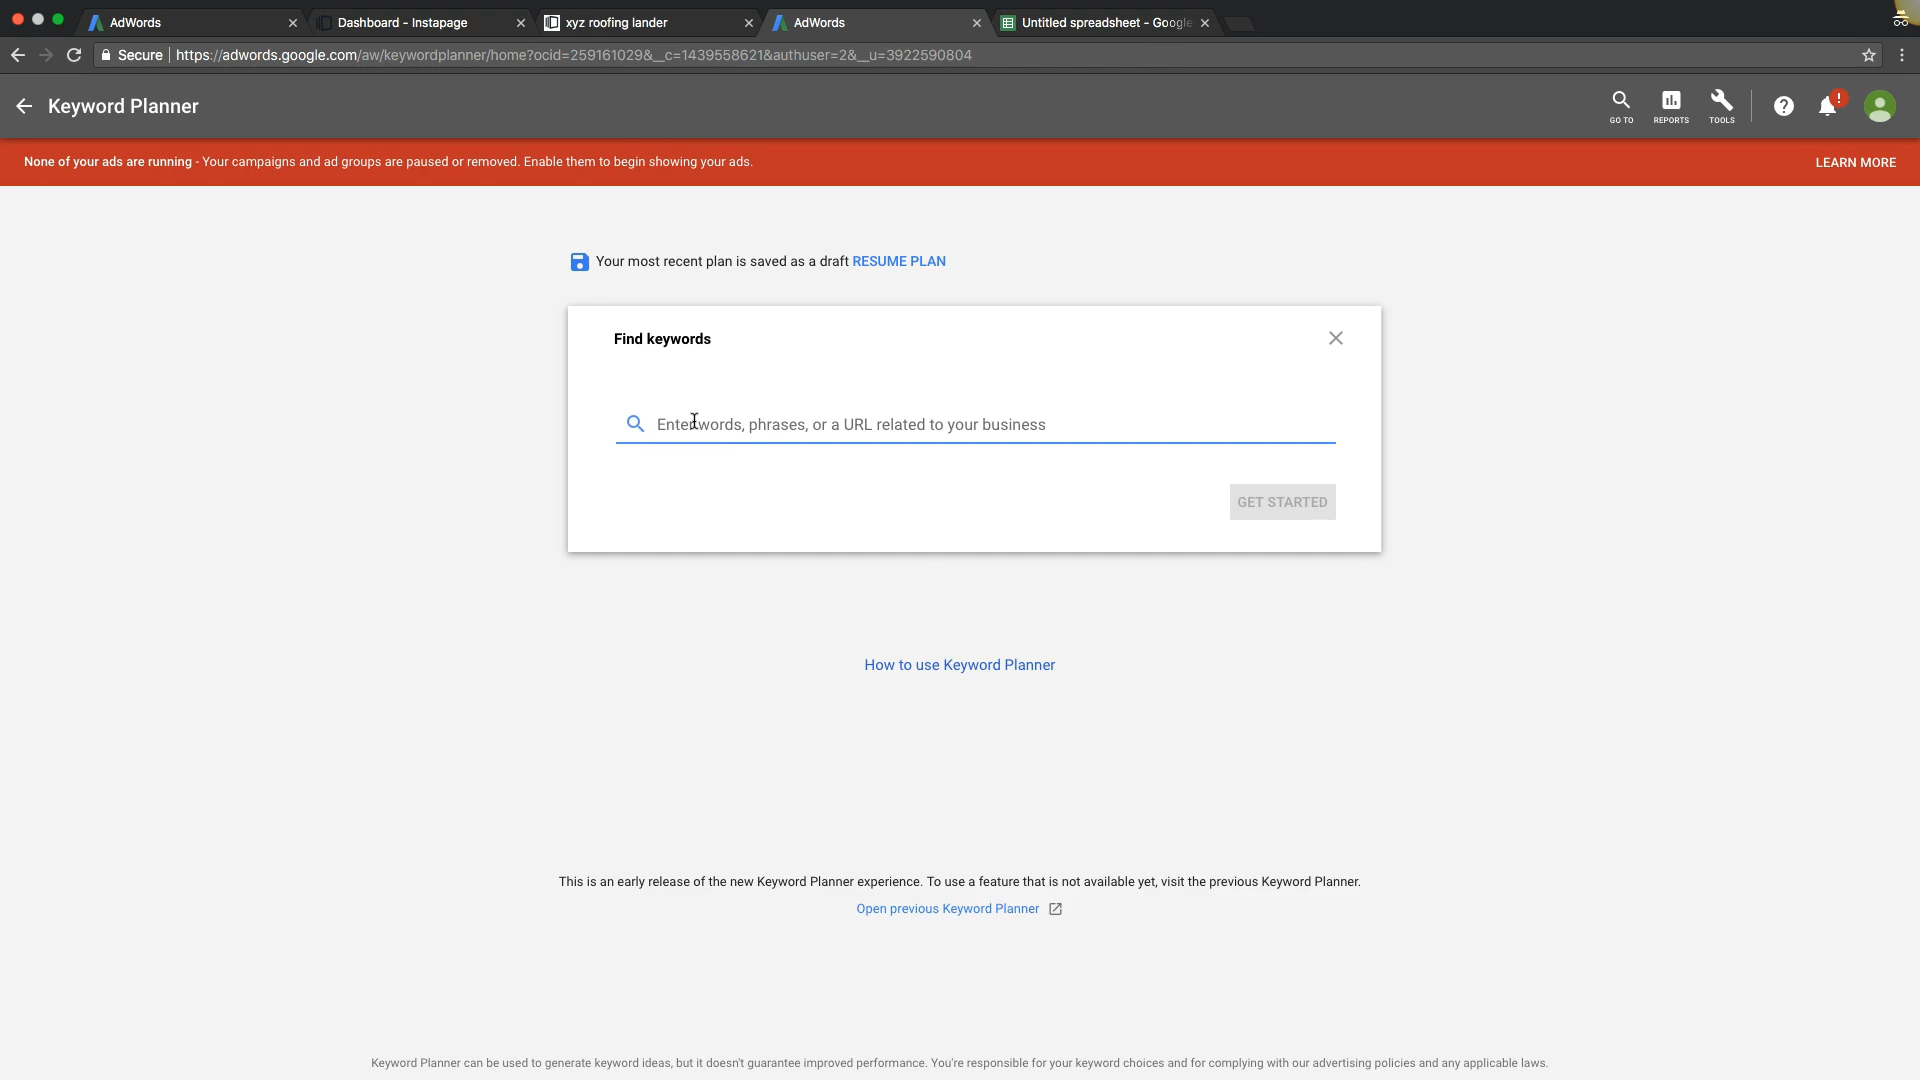 AdWords
Dashboard - Instapage
xyz roofing lander
AdWords
Untitled spreadsheet - Google
Secure
https://adwords.google.com/aw/keywordplanner/home?ocid=259161029&__c=1439558621&authuser=2&__u=3922590804
Keyword Planner
GO TO
REPORTS
TOOLS
?
!
None of your ads are running - Your campaigns and ad groups are paused or removed. Enable them to begin showing your ads.
LEARN MORE
Your most recent plan is saved as a draft RESUME PLAN
Find keywords
Enter words, phrases, or a URL related to your business
GET STARTED
How to use Keyword Planner
This is an early release of the new Keyword Planner experience. To use a feature that is not available yet, visit the previous Keyword Planner.
Open previous Keyword Planner
Keyword Planner can be used to generate keyword ideas, but it doesn't guarantee improved performance. You're responsible for your keyword choices and for complying with our advertising policies and any applicable laws.